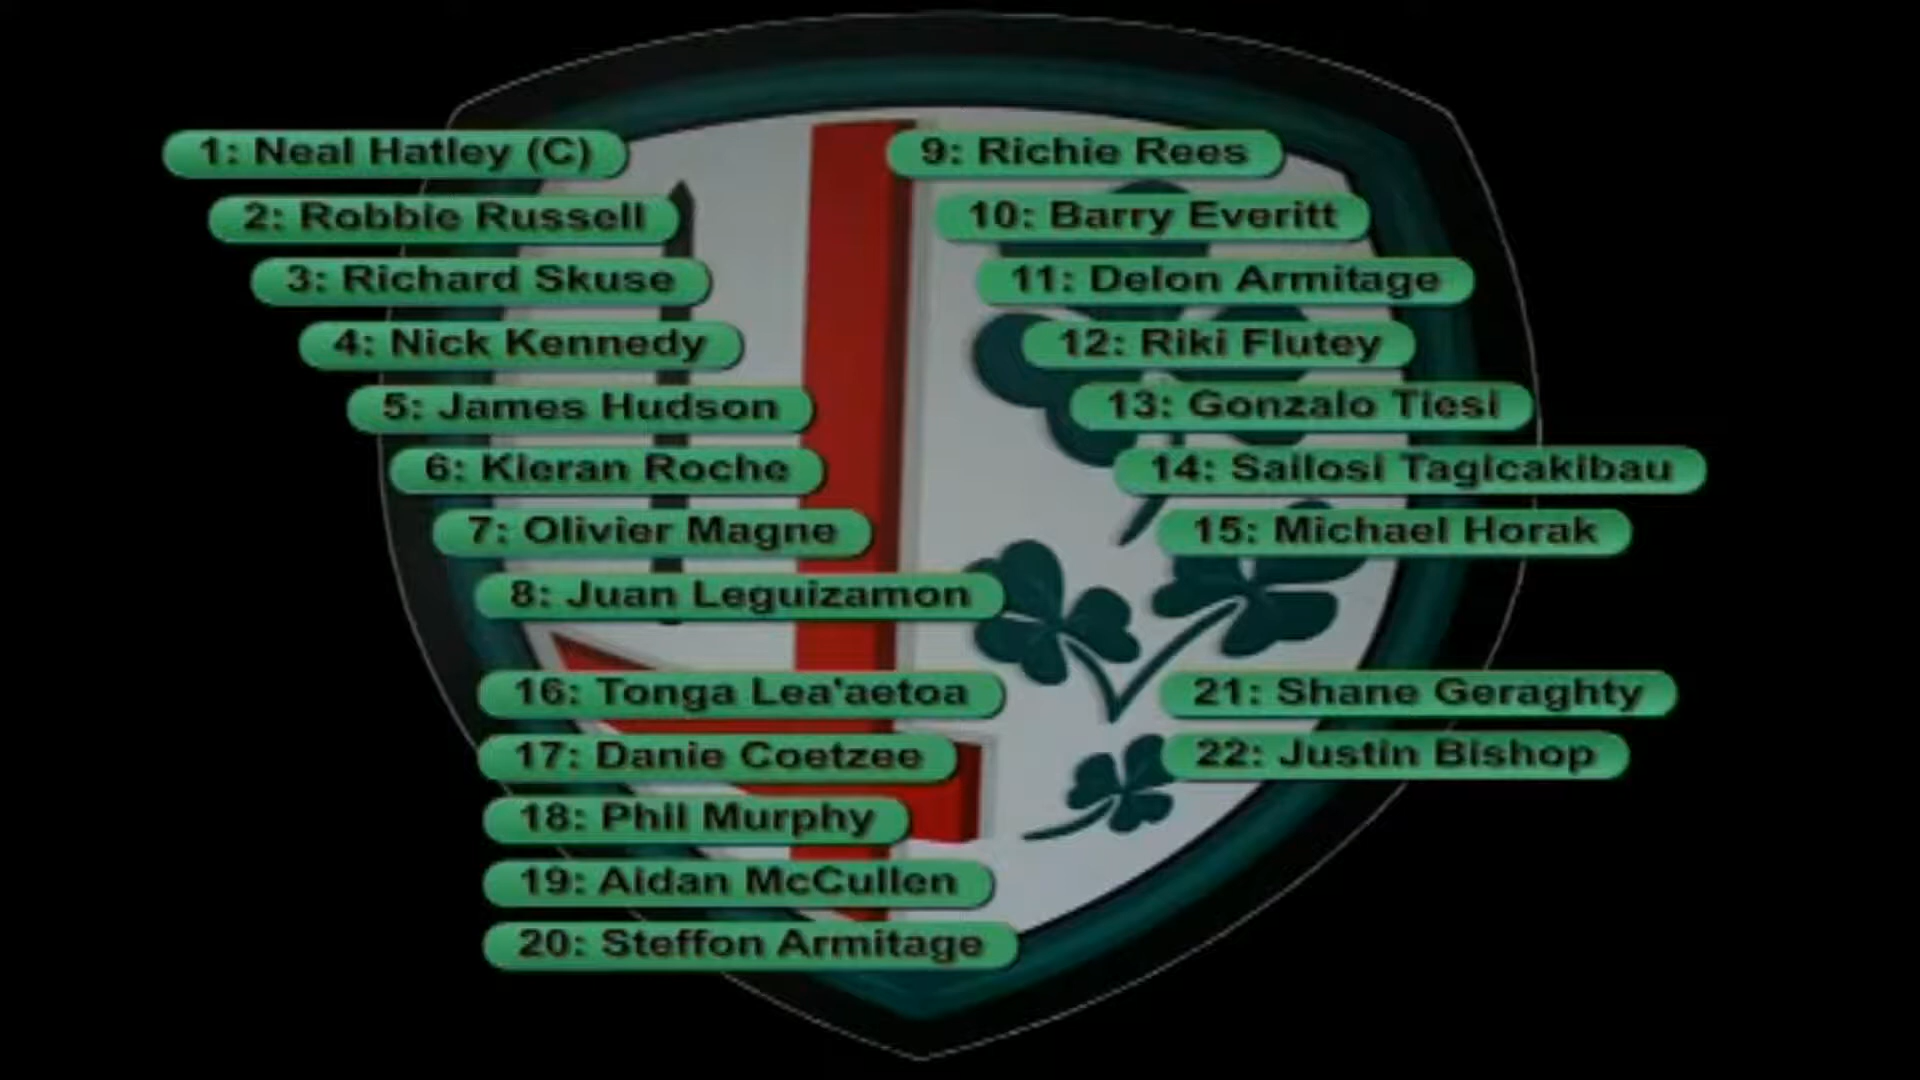 1: Neal Hatley (C)
2: Robbie Russell
3: Richard Skuse
4: Nick Kennedy
5: James Hudson
6: Kieran Roche
7: Olivier Magne
8: Juan Leguizamon
9: Richie Rees
10: Barry Everitt
11: Delon Armitage
12: Riki Flutey
13: Gonzalo Tiesi
14: Sailosi Tagicakibau
15: Michael Horak
16: Tonga Lea'aetoa
17: Danie Coetzee
18: Phil Murphy
19: Aidan McCullen
20: Steffon Armitage
21: Shane Geraghty
22: Justin Bishop